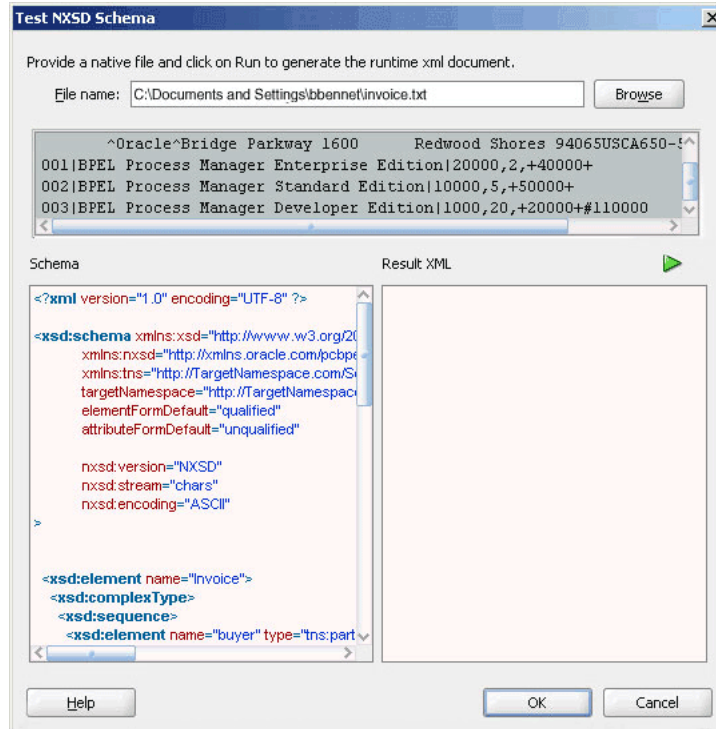 Test NXSD Schema
Provide a native file and click on Run to generate the runtime xml document.
File name: C:\Documents and Settings\bbennet\invoice.txt Browse
^Oracle^Bridge Parkway 1600 Redwood Shores 94065USCA650-5
001|BPEL Process Manager Enterprise Edition|20000,2,+40000+
002|BPEL Process Manager Standard Edition|10000,5,+50000+
003|BPEL Process Manager Developer Edition|1000,20,+20000+#110000
Schema Result XML
<?xml version="1.0" encoding="UTF-8" ?>
<xsd:schema xmlns:xsd="http://www.w3.org/20
xmlns:nxsd="http://xmlns.oracle.com/pcbpe
xmlns:tns="http://TargetNamespace.com/Se
targetNamespace="http://TargetNamespace
elementFormDefault="qualified"
attributeFormDefault="unqualified"
nxsd:version="NXSD"
nxsd:stream="chars"
nxsd:encoding="ASCII"
>
<xsd:element name="Invoice">
<xsd:complexType>
<xsd:sequence>
<xsd:element name="buyer" type="tns:part
Help OK Cancel